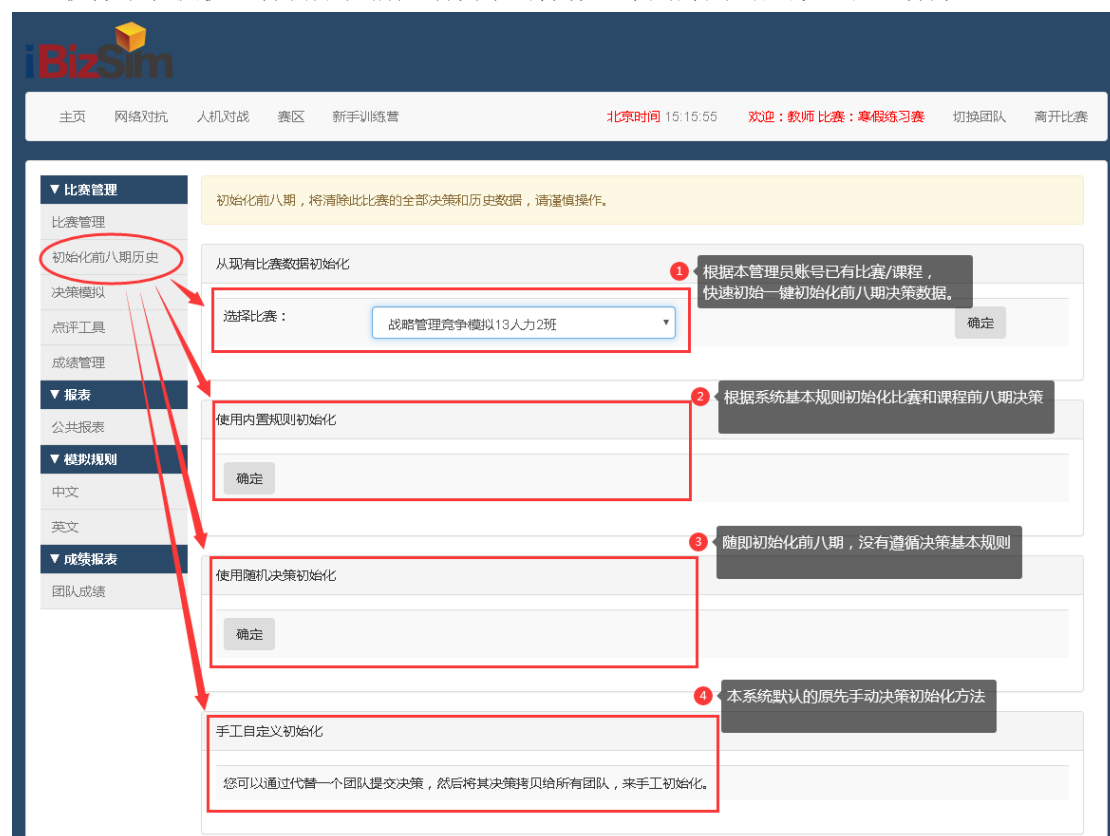 iBizSim
主页 网络对抗 人机对战 赛区 新手训练营 北京时间 15:15:55 欢迎：教师 比赛：寒假练习赛 切换团队 离开比赛
▼ 比赛管理
比赛管理
初始化前八期历史
决策模拟
点评工具
成绩管理
▼ 报表
公共报表
▼ 模拟规则
中文
英文
▼ 成绩报表
团队成绩
初始化前八期，将清除此比赛的全部决策和历史数据，请谨慎操作。
从现有比赛数据初始化
1 根据本管理员账号已有比赛/课程，
快速初始一键初始化前八期决策数据。
选择比赛： 战略管理竞争模拟13人力2班 确定
2 根据系统基本规则初始化比赛和课程前八期决策
使用内置规则初始化
确定
3 随即初始化前八期，没有遵循决策基本规则
使用随机决策初始化
确定
4 本系统默认的原先手动决策初始化方法
手工自定义初始化
您可以通过代替一个团队提交决策，然后将其决策拷贝给所有团队，来手工初始化。